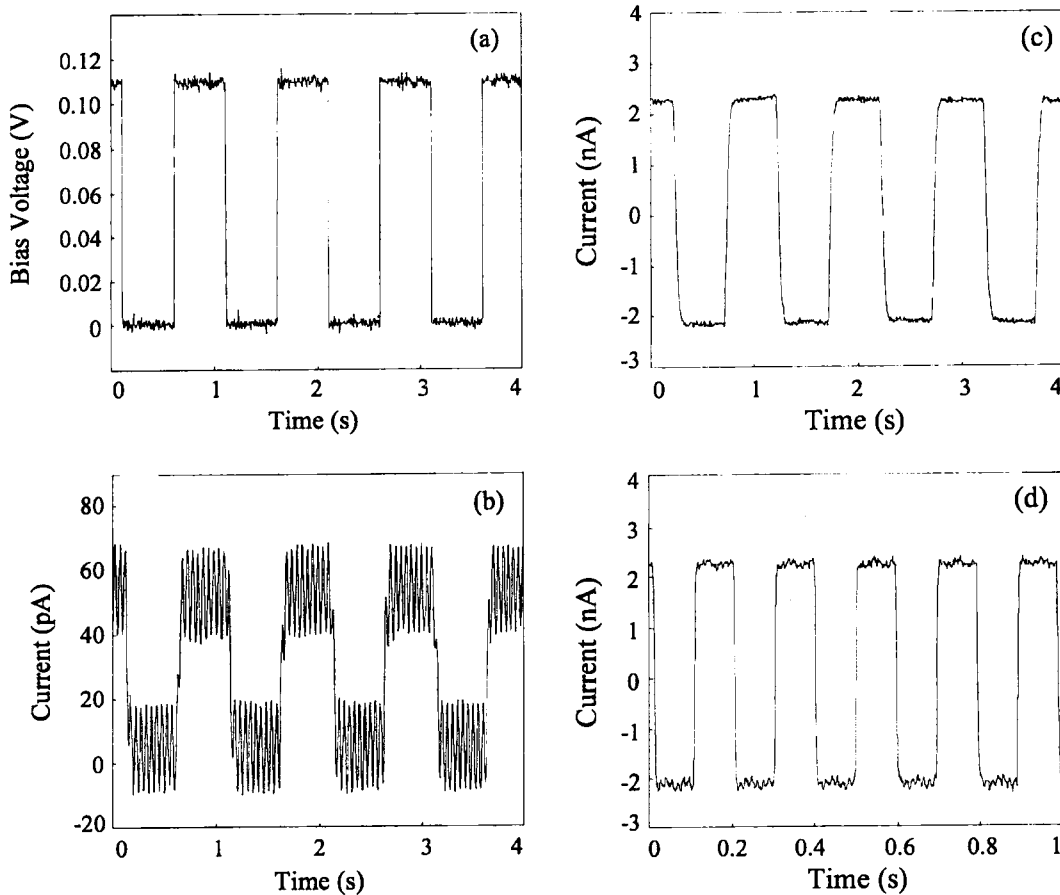 (a)
Bias Voltage (V)
0.12
0.10
0.08
0.06
0.04
0.02
0
0 1 2 3 4
Time (s)
(c)
Current (nA)
4
3
2
1
0
-1
-2
-3
0 1 2 3 4
Time (s)
(b)
Current (pA)
80
60
40
20
0
-20
0 1 2 3 4
Time (s)
(d)
Current (nA)
4
3
2
1
0
-1
-2
-3
0 0.2 0.4 0.6 0.8 1
Time (s)